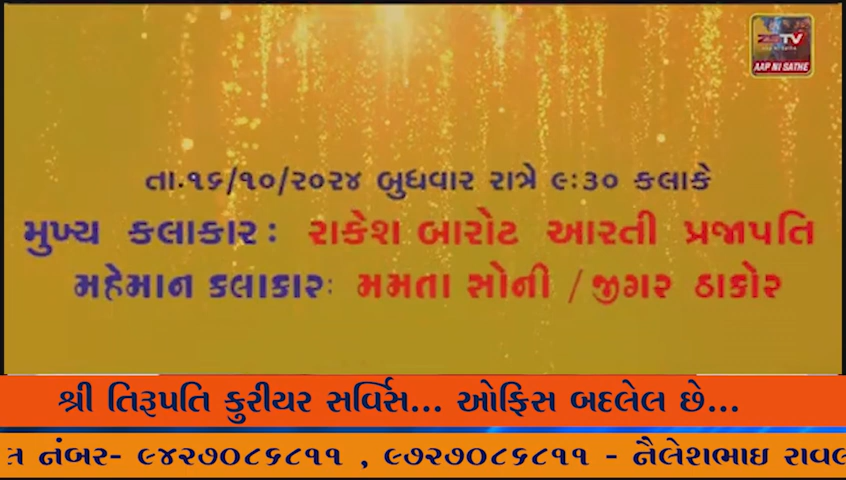 TV
AAP NI SATHE
તા.૧૬/૧૦/૨૦૨૪ બુધવાર રાત્રે ૯:૩૦ કલાકે
મુખ્ય કલાકાર: રાકેશ બારોટ આરતી પ્રજાપતિ
મહેમાન કલાકાર: મમતા સોની / જીગર ઠાકોર
શ્રી તિરૂપતિ કુરીયર સર્વિસ... ઓફિસ બદલેલ છે...
નંબર- ૯૪૨૭૦૮૬૮૧૧ , ૯૭૨૭૦૮૬૮૧૧ - નૈલેશભાઇ રાવલ